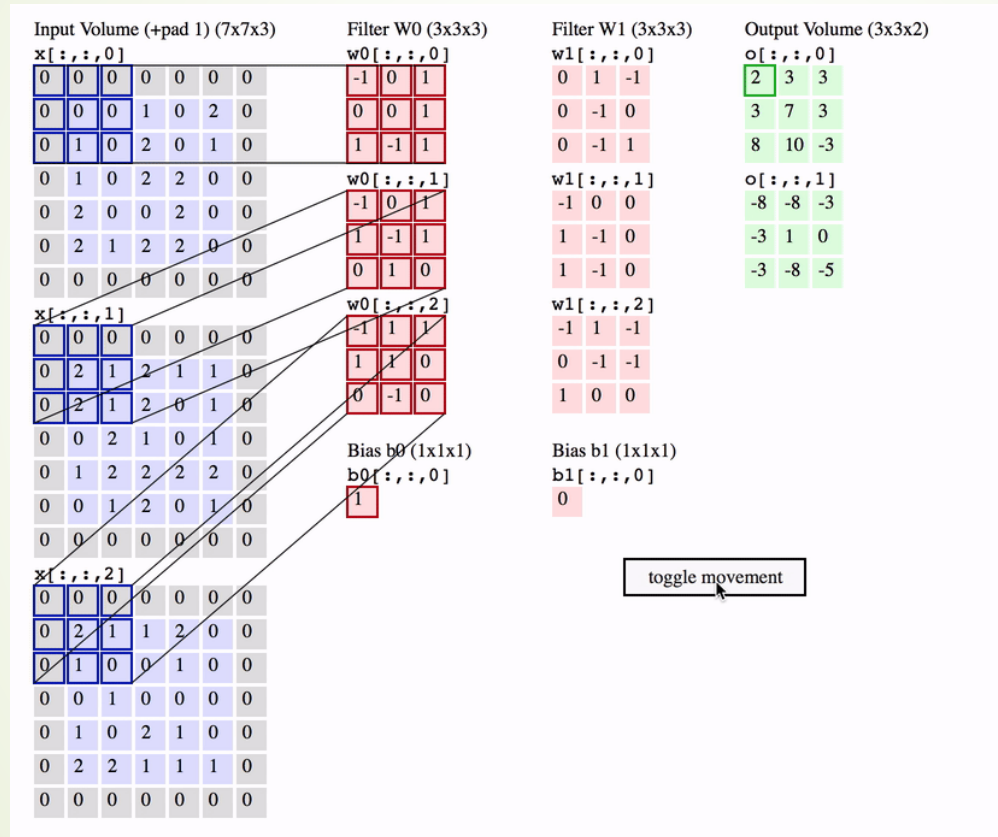 Input Volume (+pad 1) (7x7x3)
x[:,:,0]
0 0 0 0 0 0 0
0 0 0 1 0 2 0
0 1 0 2 0 1 0
0 1 0 2 2 0 0
0 2 0 0 2 0 0
0 2 1 2 2 0 0
0 0 0 0 0 0 0
x[:,:,1]
0 0 0 0 0 0 0
0 2 1 2 1 1 0
0 2 1 2 0 1 0
0 0 2 1 0 1 0
0 1 2 2 2 2 0
0 0 1 2 0 1 0
0 0 0 0 0 0 0
x[:,:,2]
0 0 0 0 0 0 0
0 2 1 1 2 0 0
0 1 0 0 1 0 0
0 0 1 0 0 0 0
0 1 0 2 1 0 0
0 2 2 1 1 1 0
0 0 0 0 0 0 0
Filter W0 (3x3x3)
w0[:,:,0]
-1 0 1
0 0 1
1 -1 1
w0[:,:,1]
-1 0 1
1 -1 1
0 1 0
w0[:,:,2]
-1 1 1
1 1 0
0 -1 0
Bias b0 (1x1x1)
b0[:,:,0]
1
Filter W1 (3x3x3)
w1[:,:,0]
0 1 -1
0 -1 0
0 -1 1
w1[:,:,1]
-1 0 0
1 -1 0
1 -1 0
w1[:,:,2]
-1 1 -1
0 -1 -1
1 0 0
Bias b1 (1x1x1)
b1[:,:,0]
0
Output Volume (3x3x2)
o[:,:,0]
2 3 3
3 7 3
8 10 -3
o[:,:,1]
-8 -8 -3
-3 1 0
-3 -8 -5
toggle movement